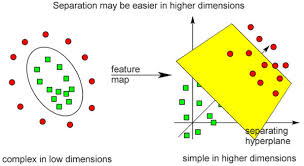 Separation may be easier in higher dimensions
feature
map
separating
hyperplane
complex in low dimensions
simple in higher dimensions